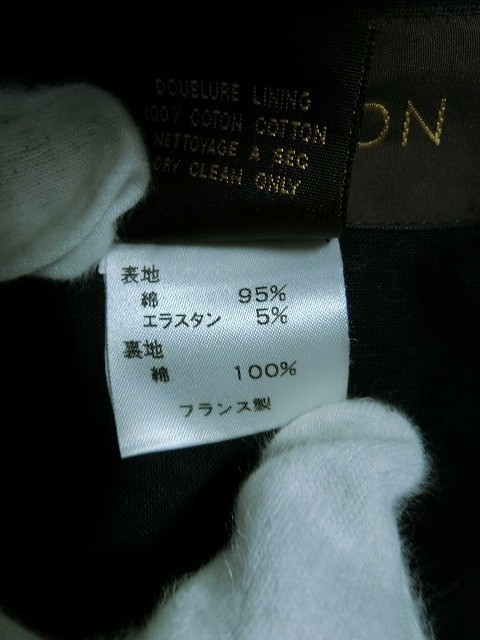 DOUBLURE LINING
100% COTON COTTON
NETTOYAGE A SEC
DRY CLEAN ONLY
ON
表地
綿 95%
エラスタン 5%
裏地
綿 100%
フランス製